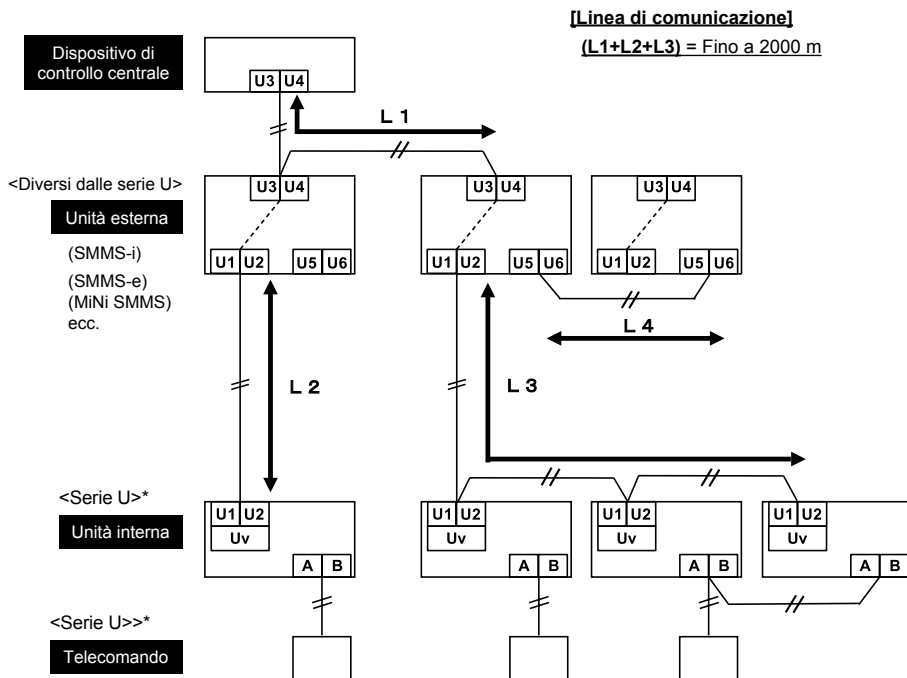 [Linea di comunicazione]
(L1+L2+L3) = Fino a 2000 m
Dispositivo di
controllo centrale
U3 U4
L 1
<Diversi dalle serie U>
Unità esterna
(SMMS-i)
(SMMS-e)
(MiNi SMMS)
ecc.
U3 U4 U3 U4 U3 U4
U1 U2 U5 U6 U1 U2 U5 U6 U1 U2 U5 U6
L 4
L 2 L 3
<Serie U>*
Unità interna
U1 U2 U1 U2 U1 U2 U1 U2
Uv Uv Uv Uv
A B A B A B A B
<Serie U>>*
Telecomando